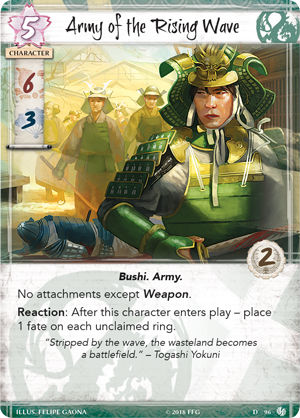 5
Army of the Rising Wave
CHARACTER
6
3
2
Bushi. Army.
No attachments except Weapon.
Reaction: After this character enters play – place
1 fate on each unclaimed ring.
"Stripped by the wave, the wasteland becomes
a battlefield." – Togashi Yokuni
ILLUS. FELIPE GAONA
© 2018 FFG
D 96